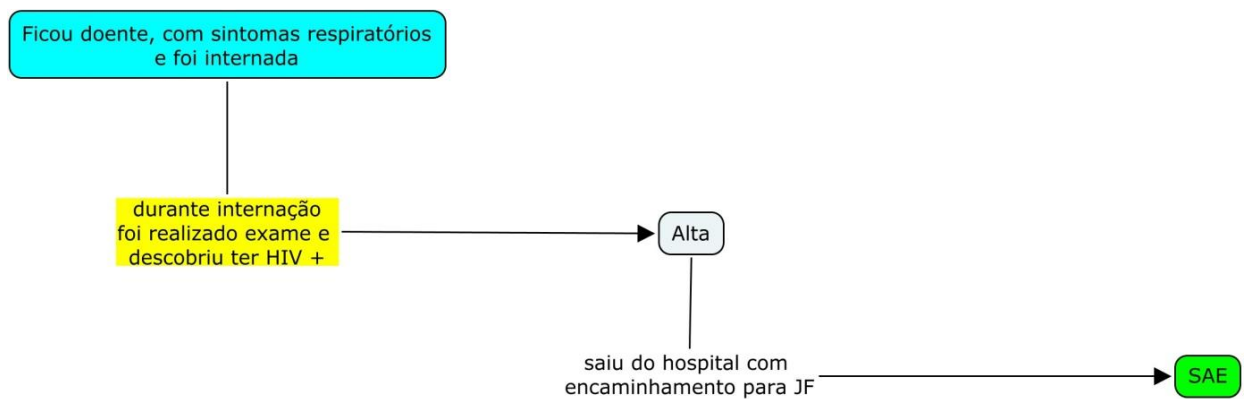 Ficou doente, com sintomas respiratórios
e foi internada
durante internação
foi realizado exame e
descobriu ter HIV +
Alta
saiu do hospital com
encaminhamento para JF
SAE